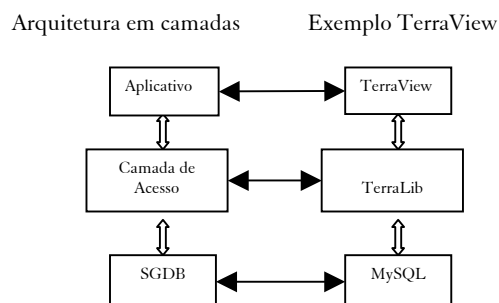 Arquitetura em camadas
Exemplo TerraView
Aplicativo
TerraView
Camada de
Acesso
TerraLib
SGDB
MySQL